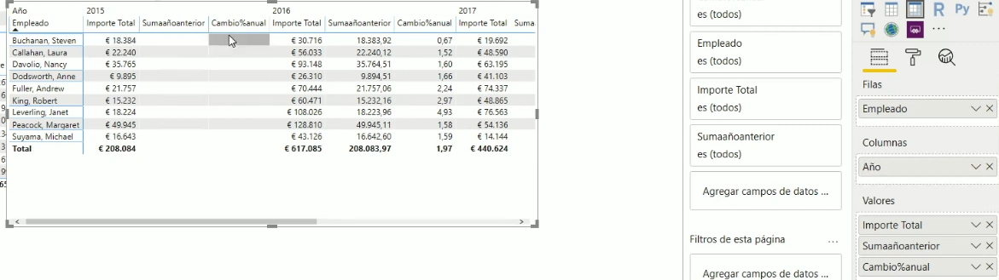 Año 2015 2016 2017
Empleado Importe Total Sumaañoanterior Cambio%anual Importe Total Sumaañoanterior Cambio%anual Importe Total Suma
Buchanan, Steven € 18.384 € 30.716 18.383,92 0,67 € 19.692
Callahan, Laura € 22.240 € 56.033 22.240,12 1,52 € 48.590
Davolio, Nancy € 35.765 € 93.148 35.764,51 1,60 € 63.195
Dodsworth, Anne € 9.895 € 26.310 9.894,51 1,66 € 41.103
Fuller, Andrew € 21.757 € 70.444 21.757,06 2,24 € 74.337
King, Robert € 15.232 € 60.471 15.232,16 2,97 € 48.865
Leverling, Janet € 18.224 € 108.026 18.223,96 4,93 € 76.563
Peacock, Margaret € 49.945 € 128.810 49.945,11 1,58 € 54.136
Suyama, Michael € 16.643 € 43.126 16.642,60 1,59 € 14.144
Total € 208.084 € 617.085 208.083,97 1,97 € 440.624
es (todos)
Empleado
es (todos)
Importe Total
es (todos)
Sumaañoanterior
es (todos)
Agregar campos de datos ...
Filtros de esta página ...
Agregar campos de datos ...
R Py
...
Filas
Empleado
Columnas
Año
Valores
Importe Total
Sumaañoanterior
Cambio%anual